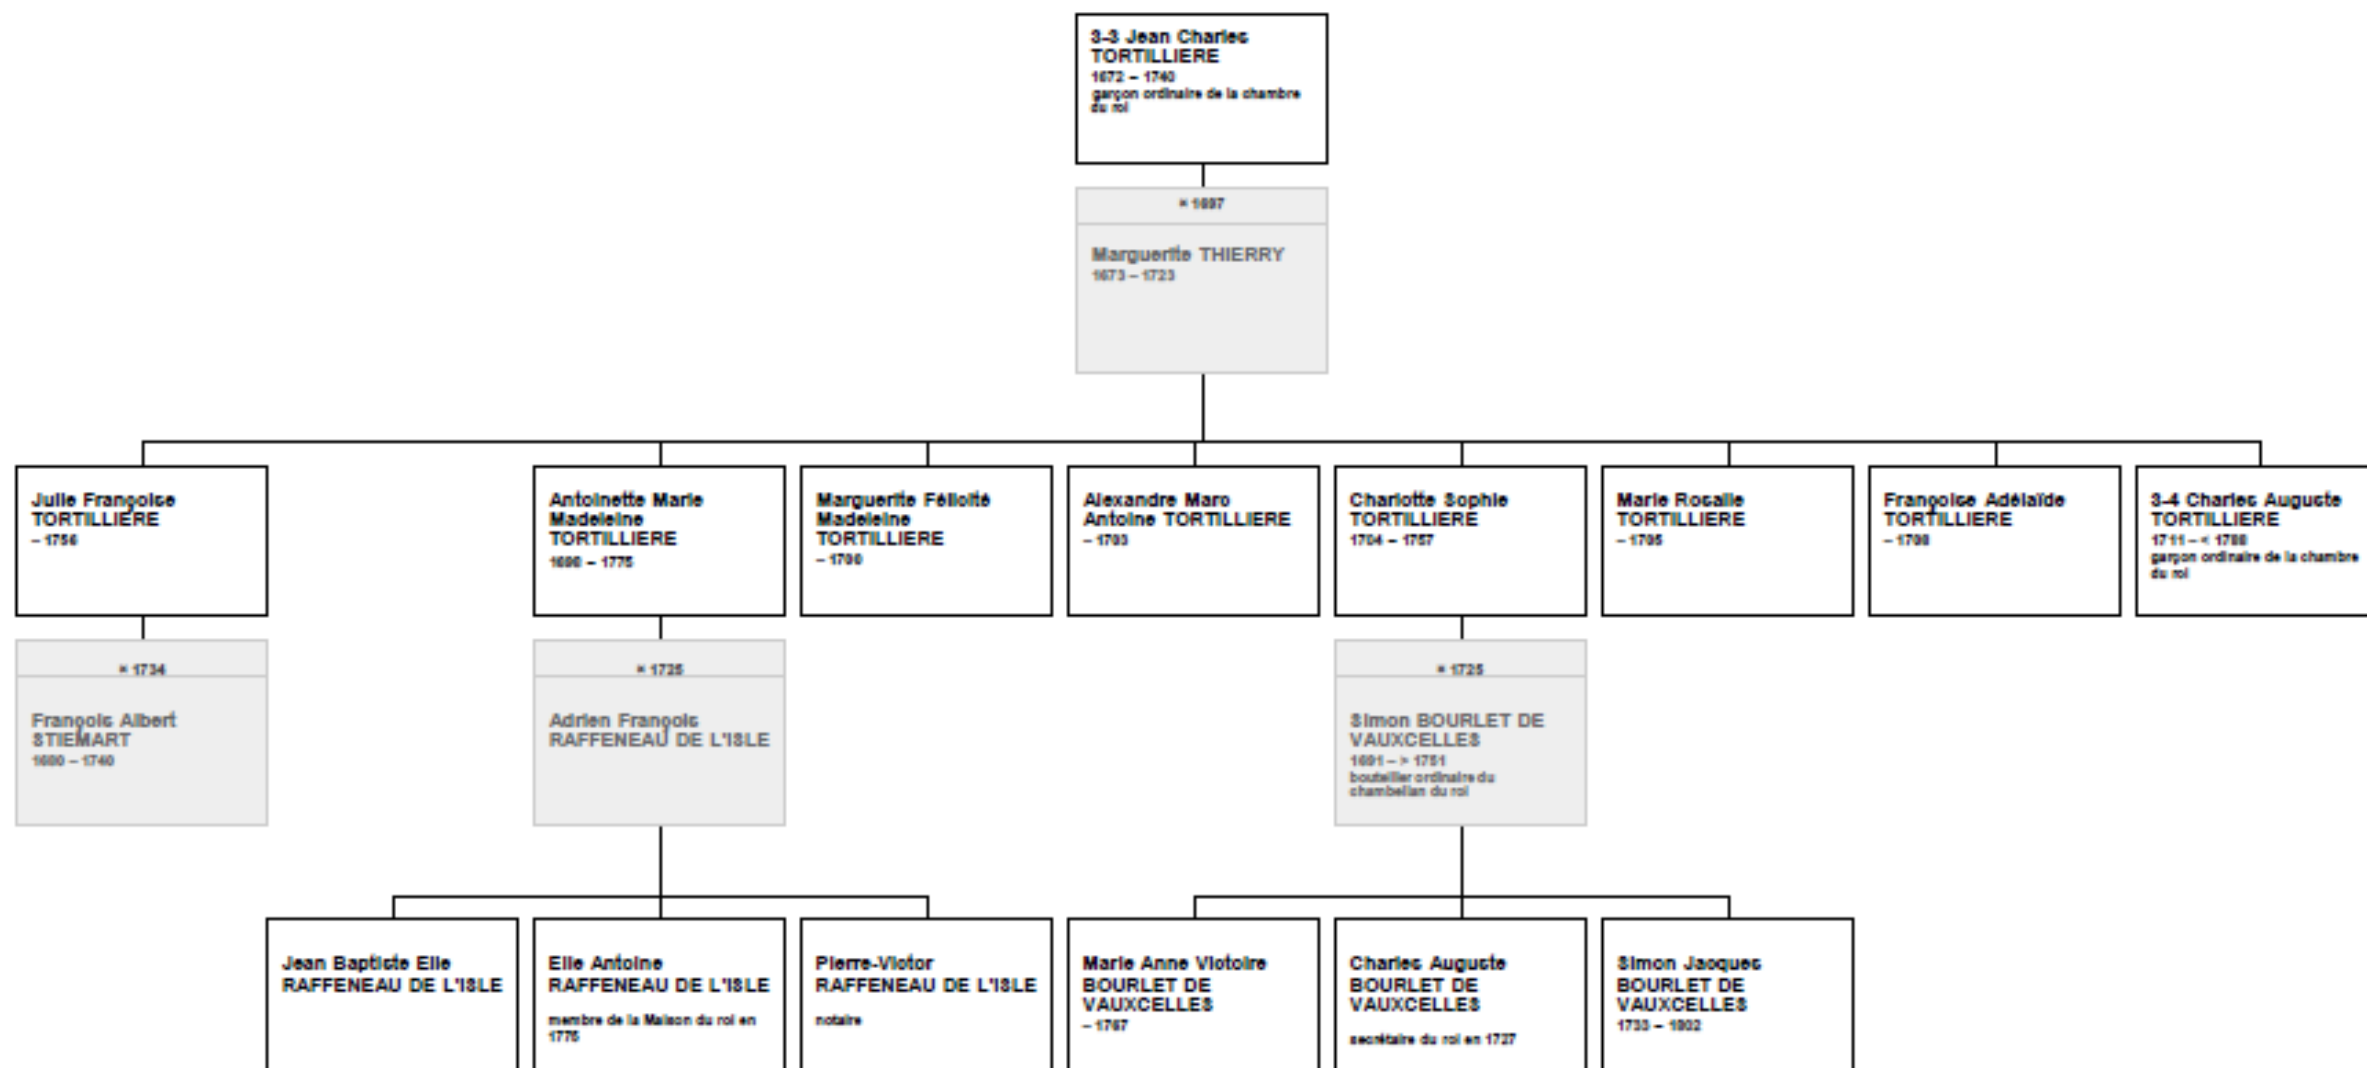 3-3 Jean Charles
TORTILLIERE
1672 – 1740
garçon ordinaire de la chambre
du roi
× 1697
Marguerite THIERRY
1673 – 1723
Julie Françoise
TORTILLIERE
– 1756
Antoinette Marie
Madeleine
TORTILLIERE
– 1775
Marguerite Félicité
Madeleine
TORTILLIERE
– 1700
Alexandre Marc
Antoine TORTILLIERE
– 1703
Charlotte Sophie
TORTILLIERE
1704 – 1757
Marie Rosalie
TORTILLIERE
– 1705
Françoise Adélaïde
TORTILLIERE
–
3-4 Charles Auguste
TORTILLIERE
1711 – < 1788
garçon ordinaire de la chambre
du roi
× 1734
François Albert
STIEMART
1680 – 1740
× 1725
Adrien François
RAFFENEAU DE L'ISLE
× 1725
Simon BOURLET DE
VAUXCELLES
1691 – > 1751
bouteiller ordinaire du
chambellan du roi
Jean Baptiste Elie
RAFFENEAU DE L'ISLE
Elie Antoine
RAFFENEAU DE L'ISLE
membre de la Maison du roi en
1775
Pierre-Victor
RAFFENEAU DE L'ISLE
notaire
Marie Anne Victoire
BOURLET DE
VAUXCELLES
– 1767
Charles Auguste
BOURLET DE
VAUXCELLES
secrétaire du roi en 1727
Simon Jacques
BOURLET DE
VAUXCELLES
1733 – 1802